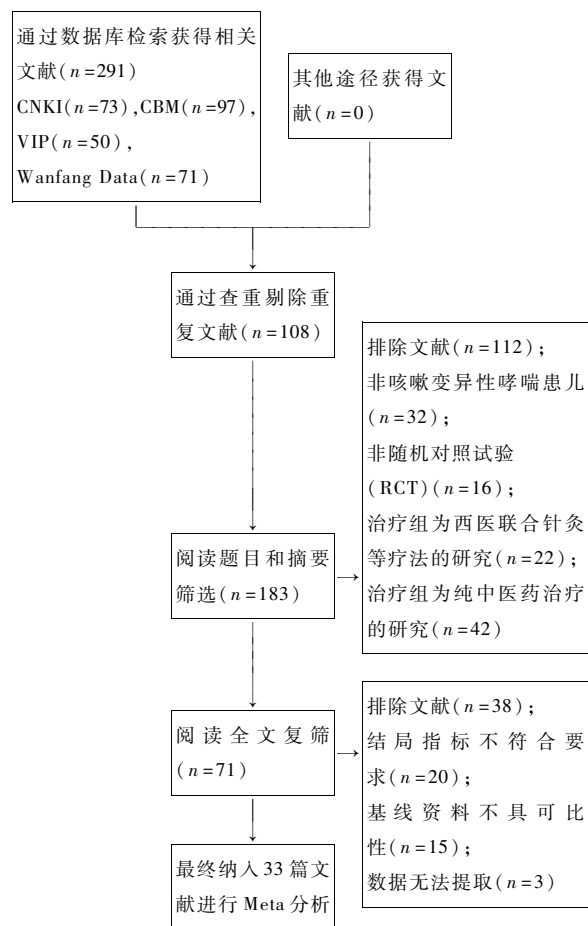 通过数据库检索获得相关
文献(n=291)
CNKI(n=73),CBM(n=97),
VIP(n=50),
Wanfang Data(n=71)
其他途径获得文
献(n=0)
通过查重剔除重
复文献(n=108)
阅读题目和摘要
筛选(n=183)
排除文献(n=112);
非咳嗽变异性哮喘患儿
(n=32);
非随机对照试验
(RCT)(n=16);
治疗组为西医联合针灸
等疗法的研究(n=22);
治疗组为纯中医药治疗
的研究(n=42)
阅读全文复筛
(n=71)
排除文献(n=38);
结局指标不符合要
求(n=20);
基线资料不具可比
性(n=15);
数据无法提取(n=3)
最终纳入33篇文
献进行Meta分析